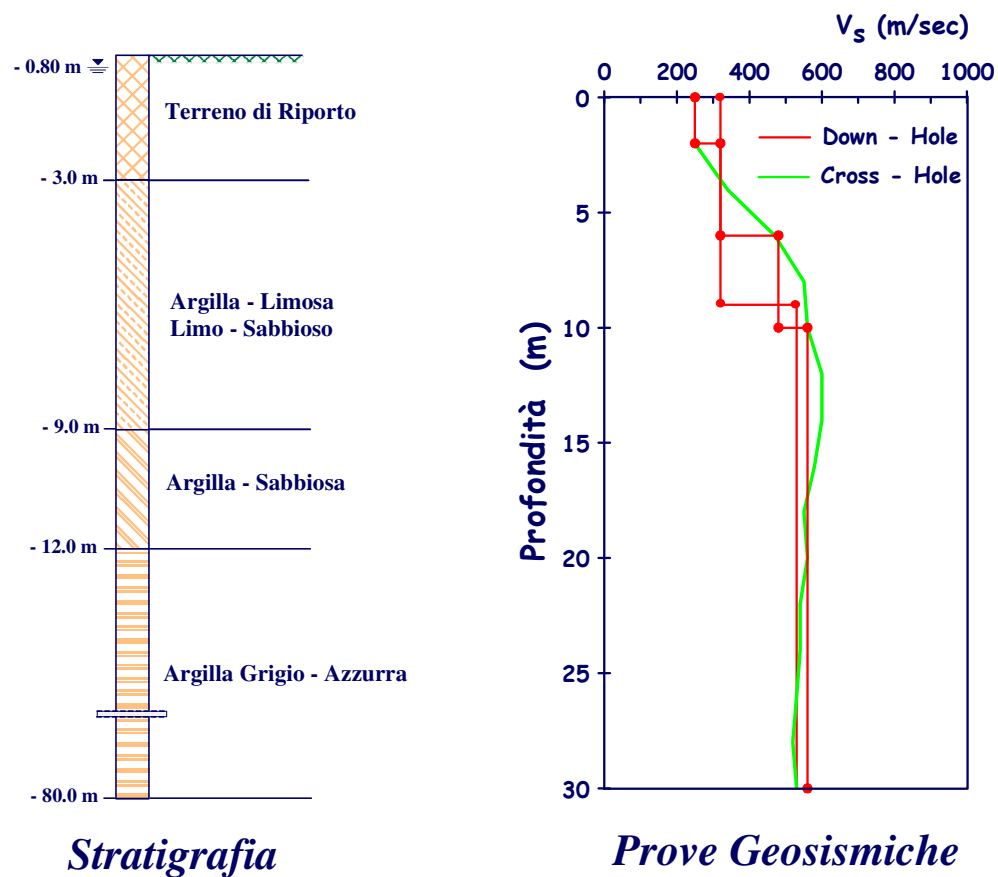 - 0.80 m
Terreno di Riporto
- 3.0 m
Argilla - Limosa
Limo - Sabbioso
- 9.0 m
Argilla - Sabbiosa
- 12.0 m
Argilla Grigio - Azzurra
- 80.0 m
Stratigrafia
Vs (m/sec)
0 200 400 600 800 1000
0
5
10
15
20
25
30
Profondità (m)
Down - Hole
Cross - Hole
Prove Geosismiche